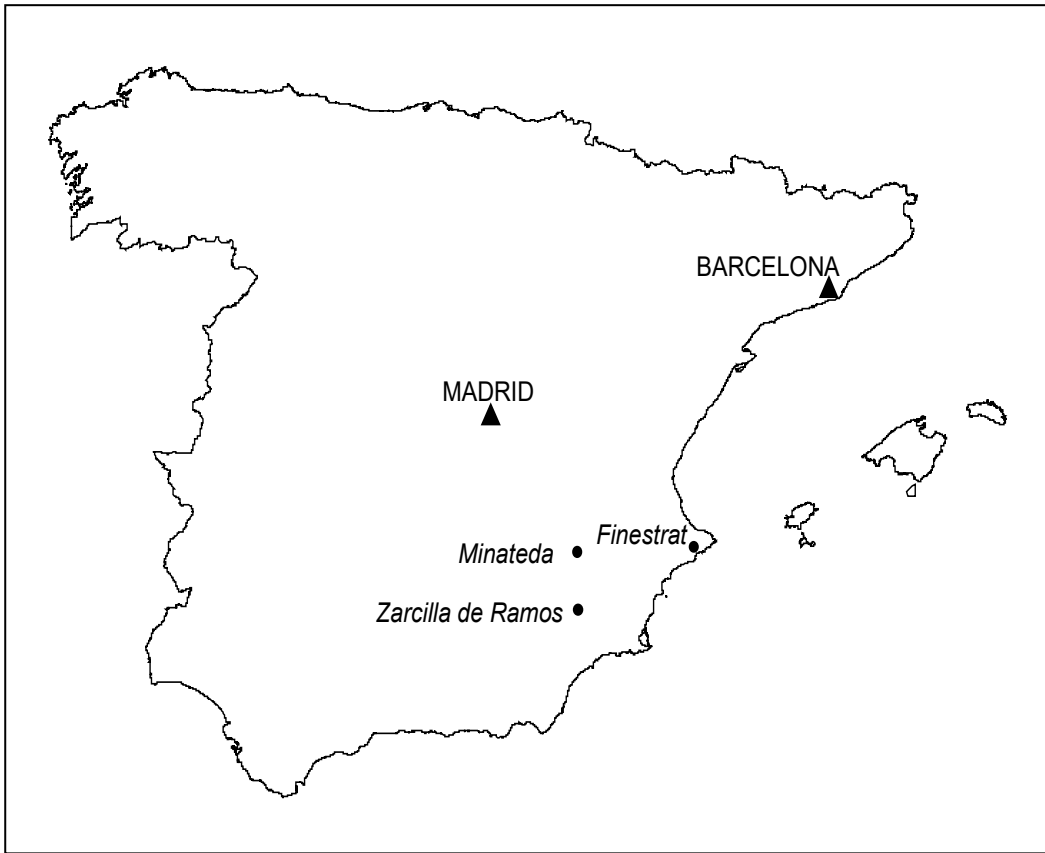 BARCELONA
MADRID
Finestrat
Minateda
Zarcilla de Ramos